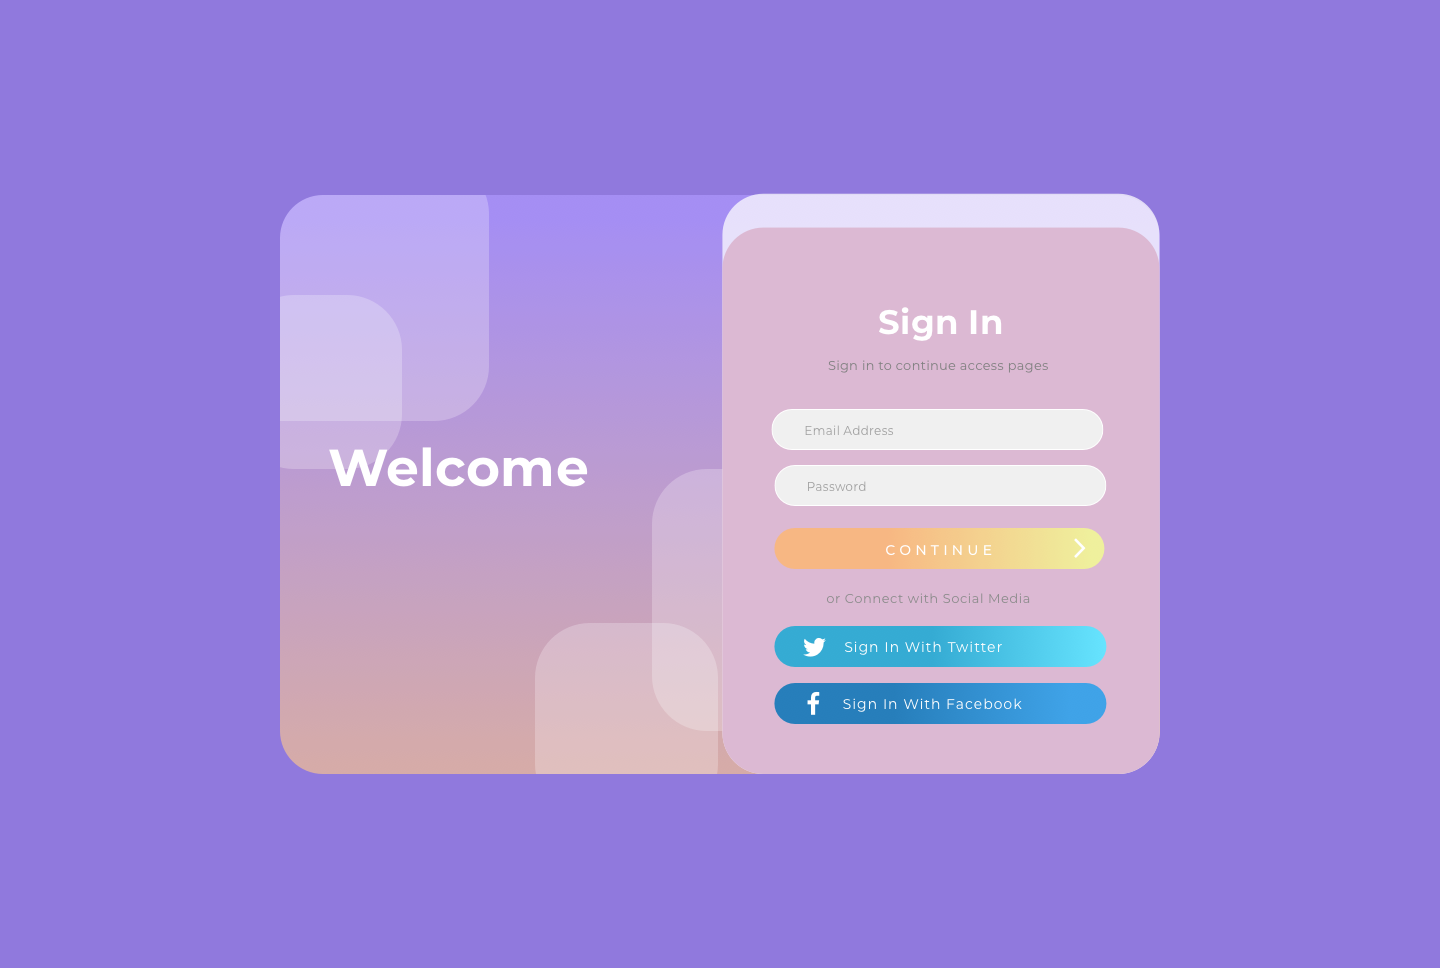 Welcome
Sign In
Sign in to continue access pages
Email Address
Password
CONTINUE
or Connect with Social Media
Sign In With Twitter
Sign In With Facebook